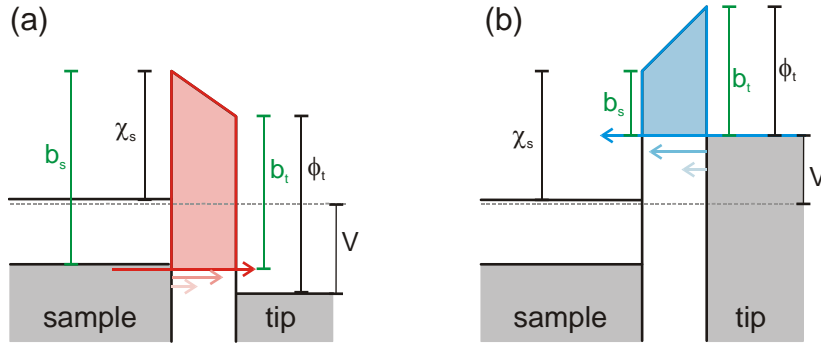 (a)
(b)
b_s
χ_s
b_t
ϕ_t
V
sample
tip
χ_s
b_s
b_t
ϕ_t
V
sample
tip